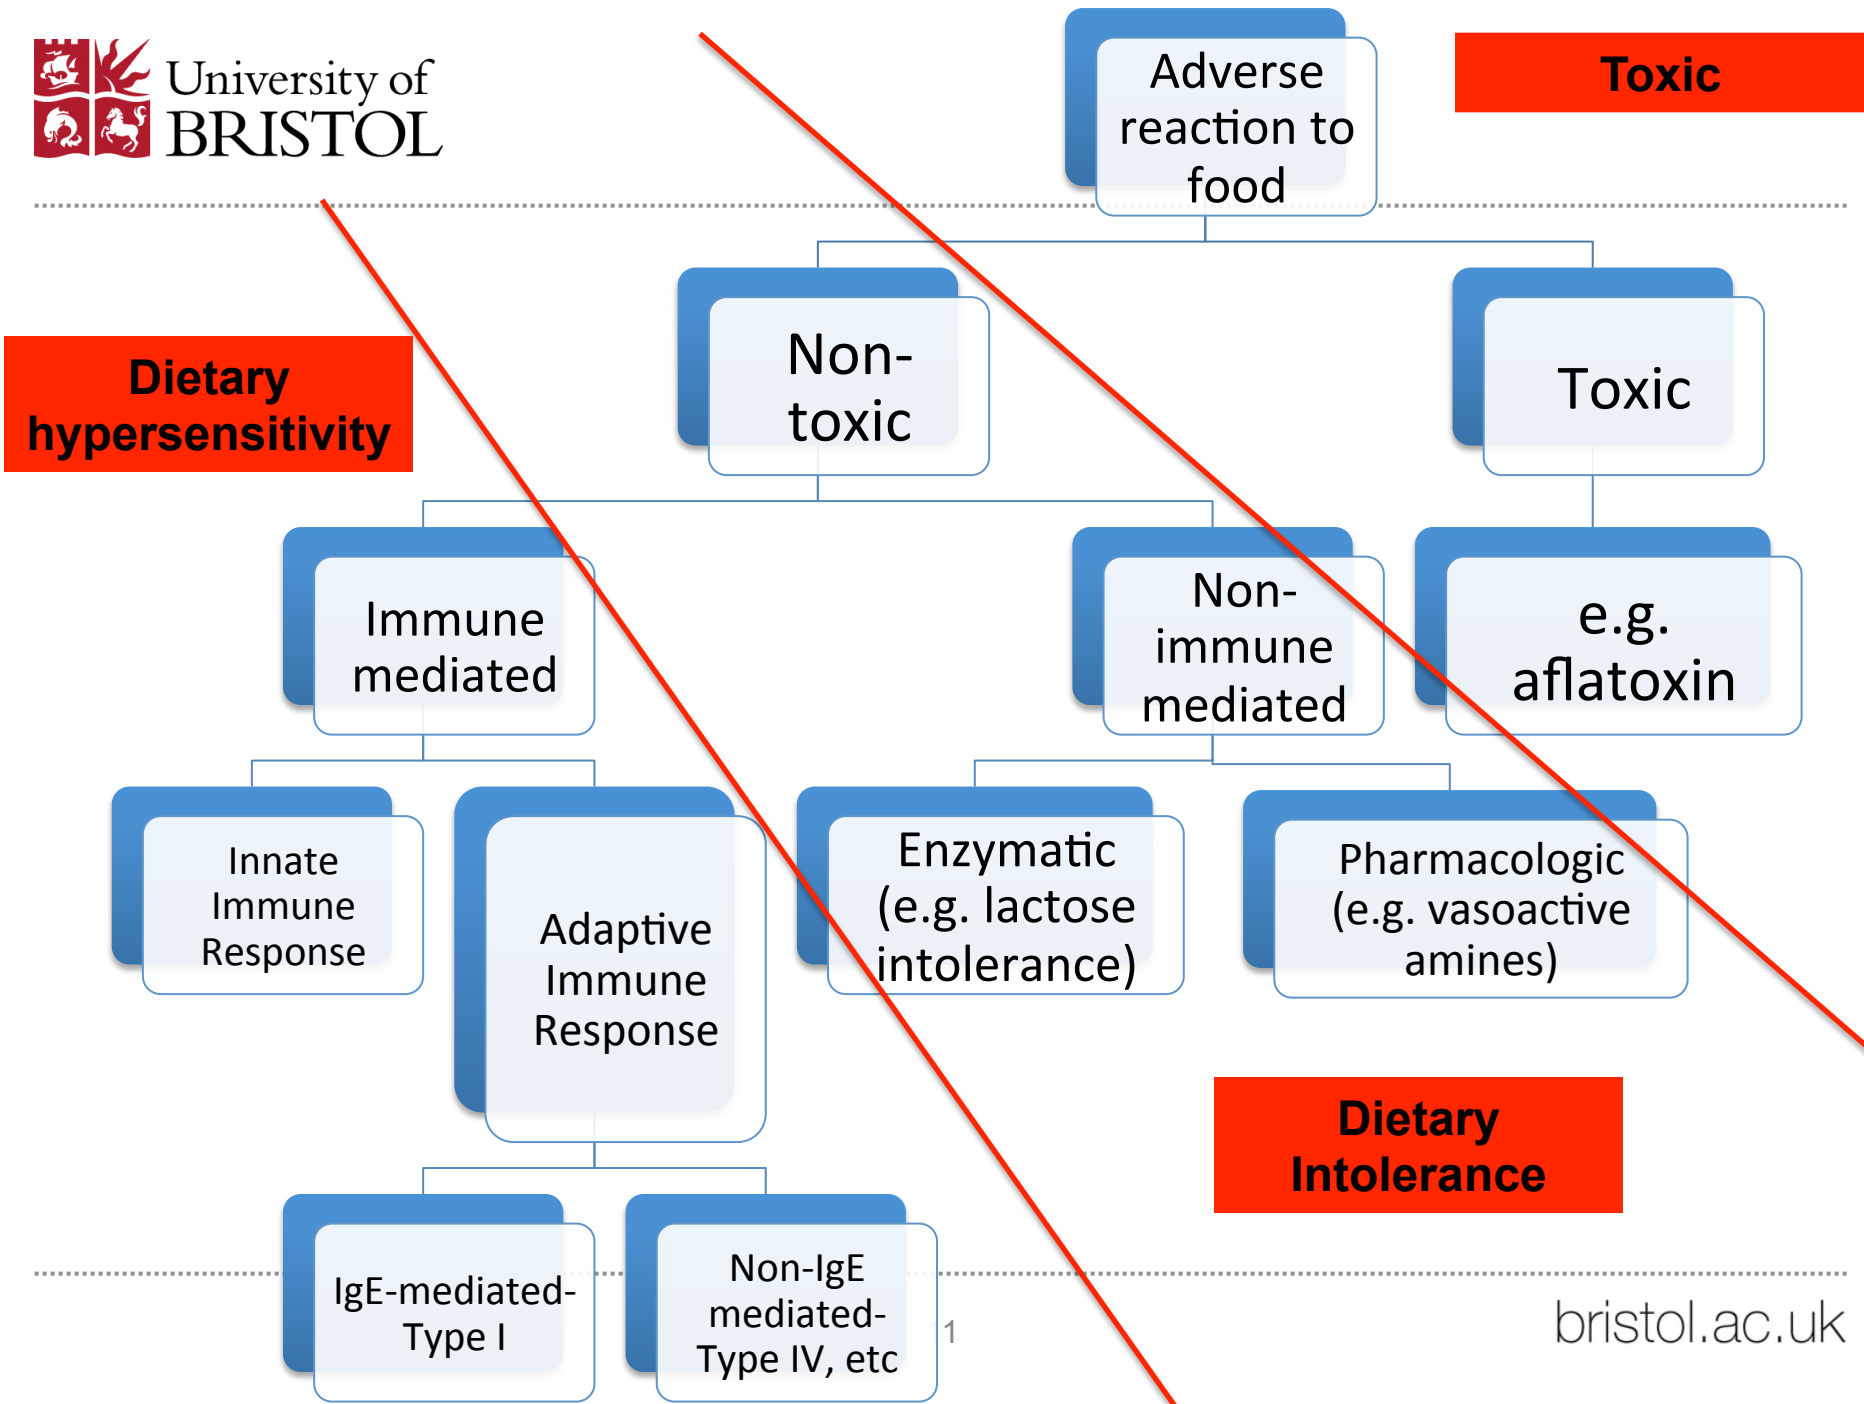 University of
BRISTOL
Adverse
reaction to
food
Toxic
Non-
toxic
Toxic
Dietary
hypersensitivity
Immune
mediated
Non-
immune
mediated
e.g.
aflatoxin
Innate
Immune
Response
Adaptive
Immune
Response
Enzymatic
(e.g. lactose
intolerance)
Pharmacologic
(e.g. vasoactive
amines)
Dietary
Intolerance
IgE-mediated-
Type I
Non-IgE
mediated-
Type IV, etc
11
bristol.ac.uk